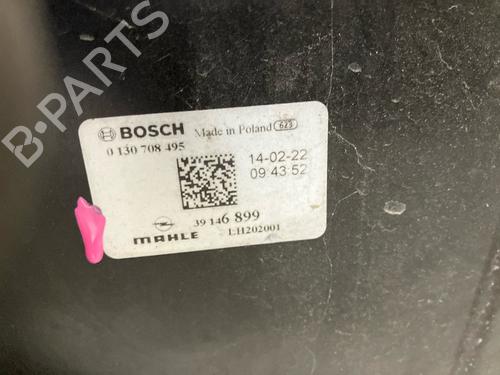 B-PARTS
BOSCH Made in Poland 623
0 130 708 495
14-02-22
09:43:52
39 146 899
MAHLE LH202001